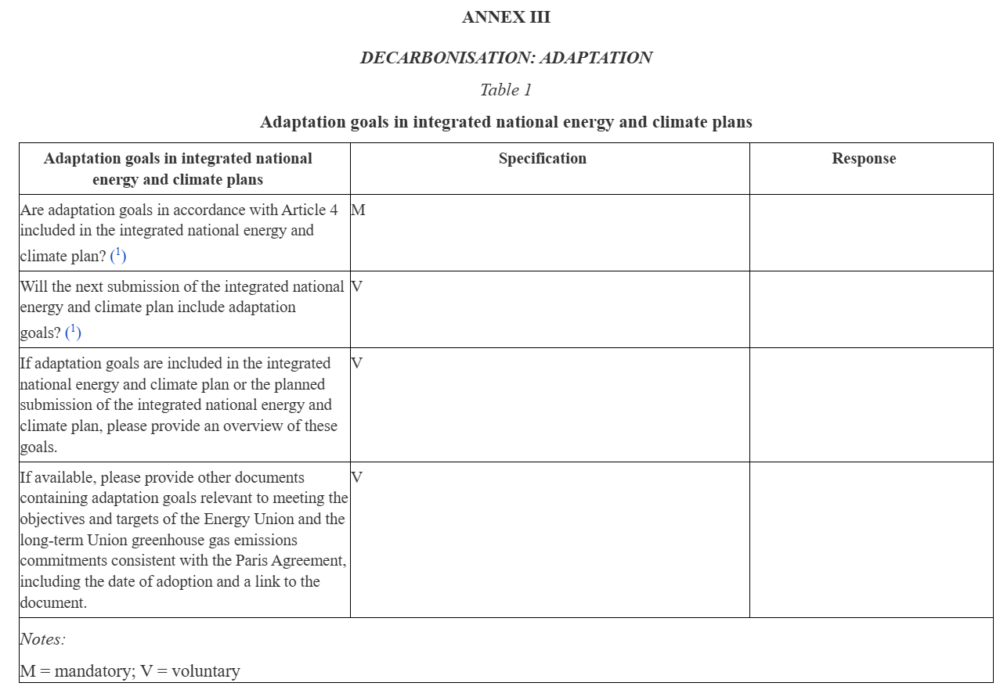 ANNEX III
DECARBONISATION: ADAPTATION
Table 1
Adaptation goals in integrated national energy and climate plans
Adaptation goals in integrated national
energy and climate plans
Specification
Response
Are adaptation goals in accordance with Article 4
included in the integrated national energy and
climate plan? (1)
M
Will the next submission of the integrated national
energy and climate plan include adaptation
goals? (1)
V
If adaptation goals are included in the integrated
national energy and climate plan or the planned
submission of the integrated national energy and
climate plan, please provide an overview of these
goals.
V
If available, please provide other documents
containing adaptation goals relevant to meeting the
objectives and targets of the Energy Union and the
long-term Union greenhouse gas emissions
commitments consistent with the Paris Agreement,
including the date of adoption and a link to the
document.
V
Notes:
M = mandatory; V = voluntary